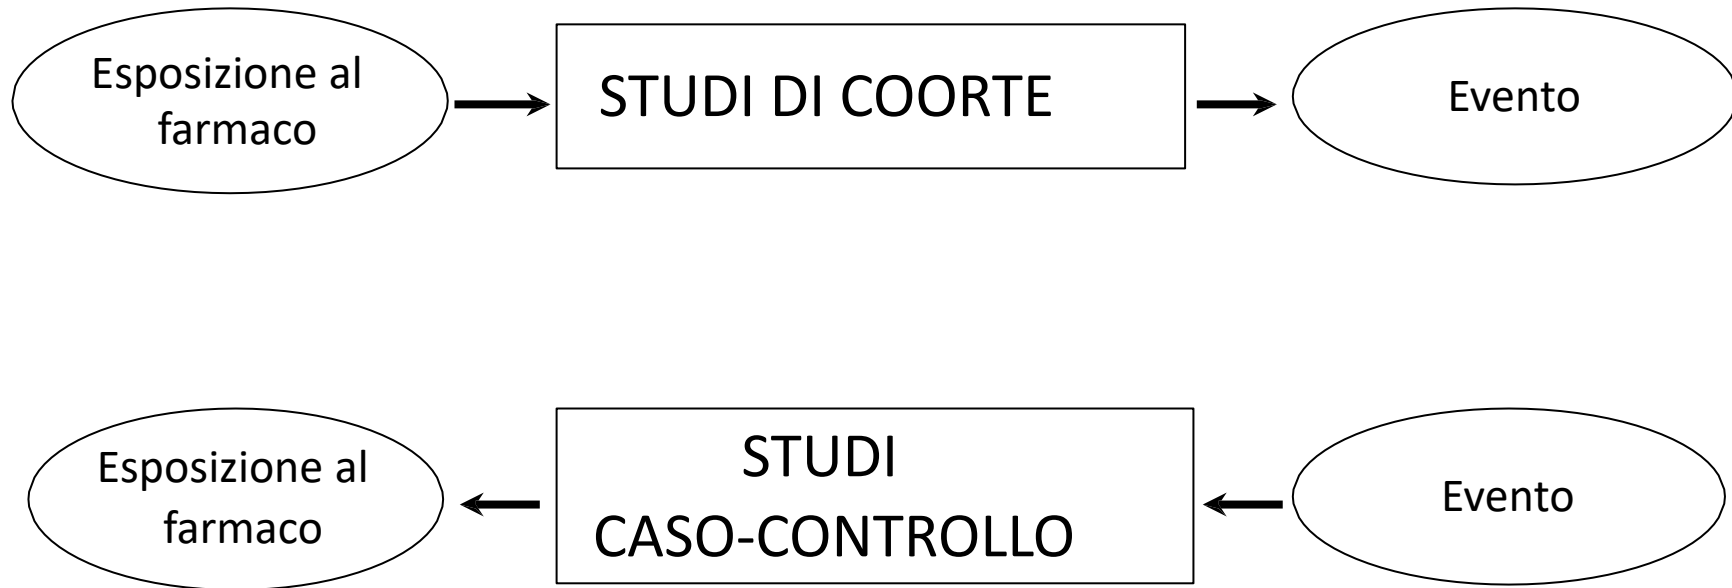 Esposizione al
farmaco
STUDI DI COORTE
Evento
Esposizione al
farmaco
STUDI
CASO-CONTROLLO
Evento